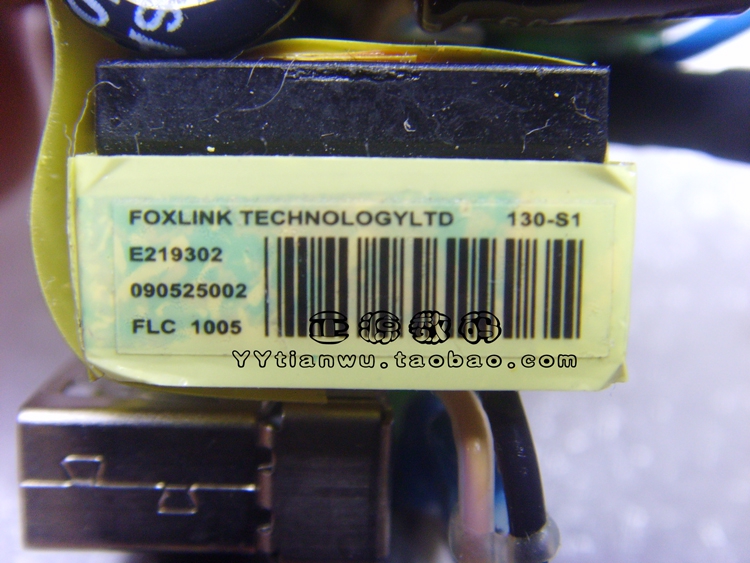 FOXLINK TECHNOLOGYLTD 130-S1
E219302
090525002
FLC 1005
YYtianwu.taobao.com